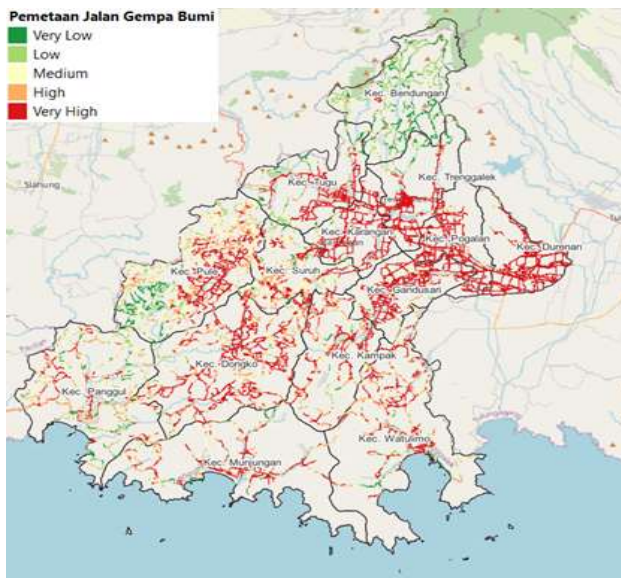 Pemetaan Jalan Gempa Bumi
Very Low
Low
Medium
High
Very High
Kec. Bendungan
Slahung
Kec. Tugu
Kec. Trenggalek
Kec. Karangan
Kec. Pogalan
Kec. Durenan
Kec. Pule
Kec. Suruh
Kec. Gandusari
Kec. Dongko
Kec. Kampak
Kec. Panggul
Kec. Watulimo
Kec. Munjungan